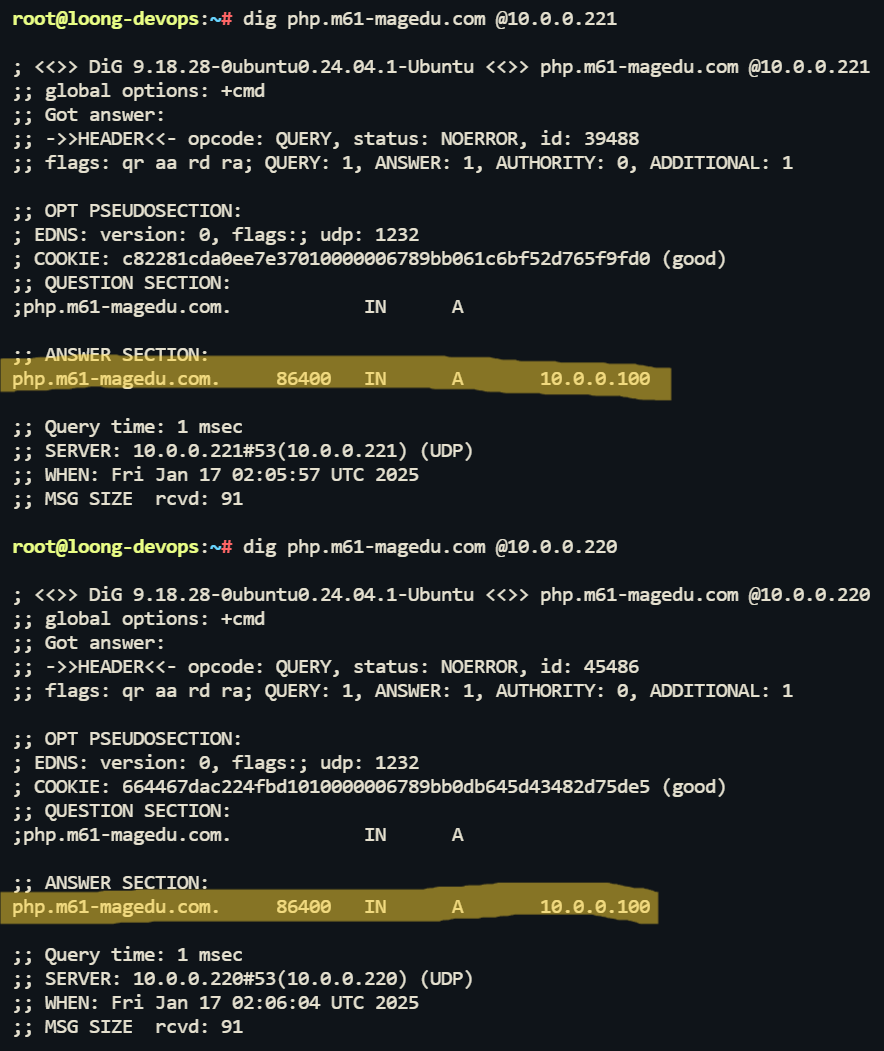 root@loong-devops:~# dig php.m61-magedu.com @10.0.0.221
; <<>> DiG 9.18.28-0ubuntu0.24.04.1-Ubuntu <<>> php.m61-magedu.com @10.0.0.221
;; global options: +cmd
;; Got answer:
;; ->>HEADER<<- opcode: QUERY, status: NOERROR, id: 39488
;; flags: qr aa rd ra; QUERY: 1, ANSWER: 1, AUTHORITY: 0, ADDITIONAL: 1
;; OPT PSEUDOSECTION:
; EDNS: version: 0, flags:; udp: 1232
; COOKIE: c82281cda0ee7e37010000006789bb061c6bf52d765f9fd0 (good)
;; QUESTION SECTION:
;php.m61-magedu.com. IN A
;; ANSWER SECTION:
php.m61-magedu.com. 86400 IN A 10.0.0.100
;; Query time: 1 msec
;; SERVER: 10.0.0.221#53(10.0.0.221) (UDP)
;; WHEN: Fri Jan 17 02:05:57 UTC 2025
;; MSG SIZE rcvd: 91
root@loong-devops:~# dig php.m61-magedu.com @10.0.0.220
; <<>> DiG 9.18.28-0ubuntu0.24.04.1-Ubuntu <<>> php.m61-magedu.com @10.0.0.220
;; global options: +cmd
;; Got answer:
;; ->>HEADER<<- opcode: QUERY, status: NOERROR, id: 45486
;; flags: qr aa rd ra; QUERY: 1, ANSWER: 1, AUTHORITY: 0, ADDITIONAL: 1
;; OPT PSEUDOSECTION:
; EDNS: version: 0, flags:; udp: 1232
; COOKIE: 664467dac224fbd1010000006789bb0db645d43482d75de5 (good)
;; QUESTION SECTION:
;php.m61-magedu.com. IN A
;; ANSWER SECTION:
php.m61-magedu.com. 86400 IN A 10.0.0.100
;; Query time: 1 msec
;; SERVER: 10.0.0.220#53(10.0.0.220) (UDP)
;; WHEN: Fri Jan 17 02:06:04 UTC 2025
;; MSG SIZE rcvd: 91